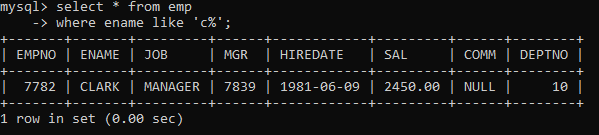 mysql> select * from emp
    -> where ename like 'c%';
+-------+-------+---------+------+------------+---------+------+--------+
| EMPNO | ENAME | JOB     | MGR  | HIREDATE   | SAL     | COMM | DEPTNO |
+-------+-------+---------+------+------------+---------+------+--------+
|  7782 | CLARK | MANAGER | 7839 | 1981-06-09 | 2450.00 | NULL |     10 |
+-------+-------+---------+------+------------+---------+------+--------+
1 row in set (0.00 sec)